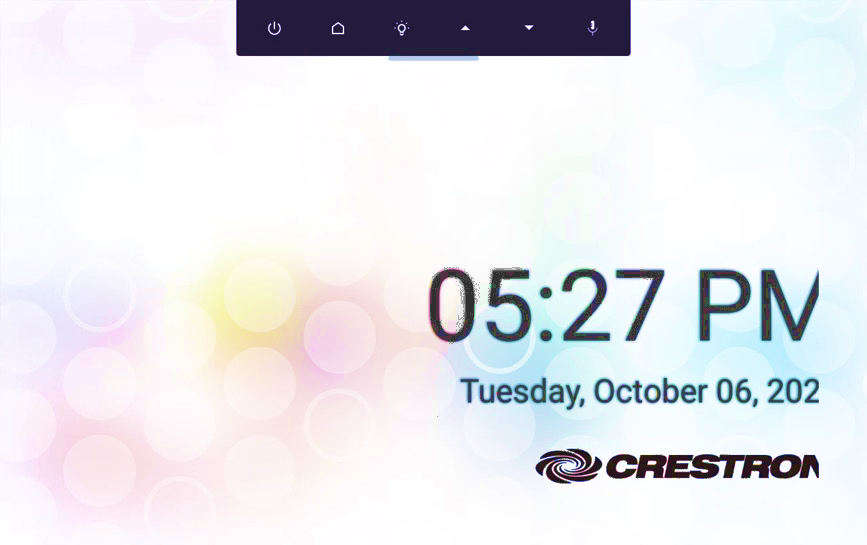 05:27 PM
Tuesday, October 06, 202
CRESTRON